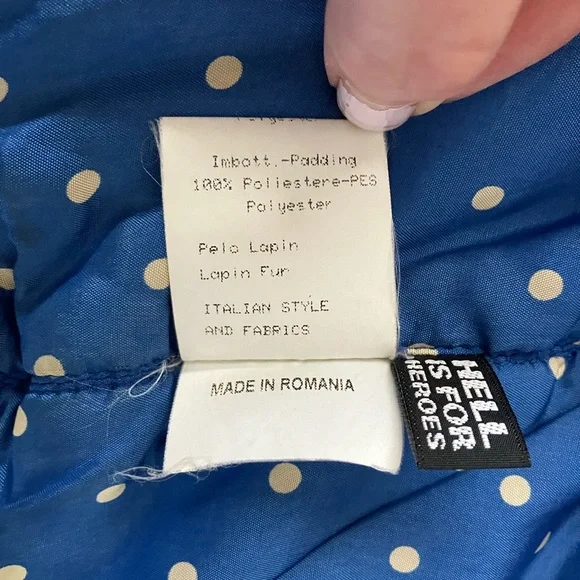 Polyester
Imbott.-Padding
100% Poliestere-PES
Polyester
Pelo Lapin
Lapin Fur
ITALIAN STYLE
AND FABRICS
MADE IN ROMANIA
HELL
IS FOR
HEROES